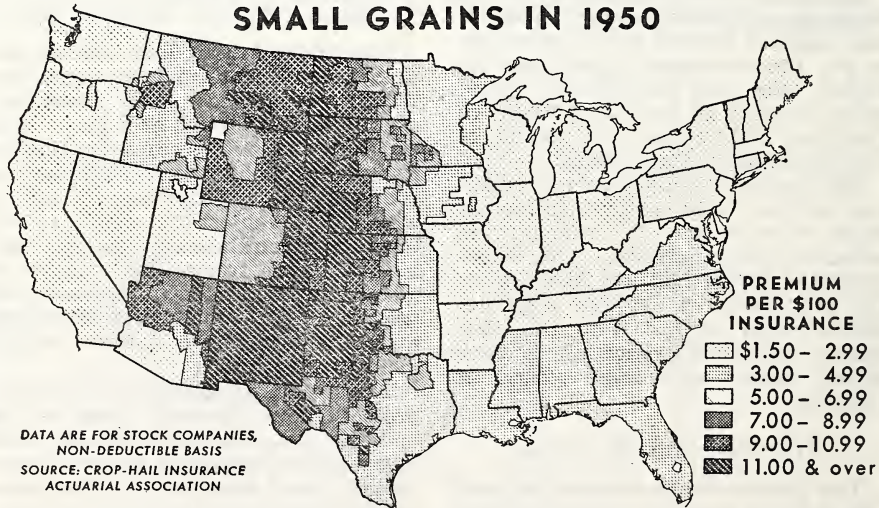 SMALL GRAINS IN 1950
PREMIUM
PER $100
INSURANCE
$1.50 – 2.99
3.00 – 4.99
5.00 – 6.99
7.00 – 8.99
9.00 – 10.99
11.00 & over
DATA ARE FOR STOCK COMPANIES,
NON-DEDUCTIBLE BASIS
SOURCE: CROP-HAIL INSURANCE
ACTUARIAL ASSOCIATION